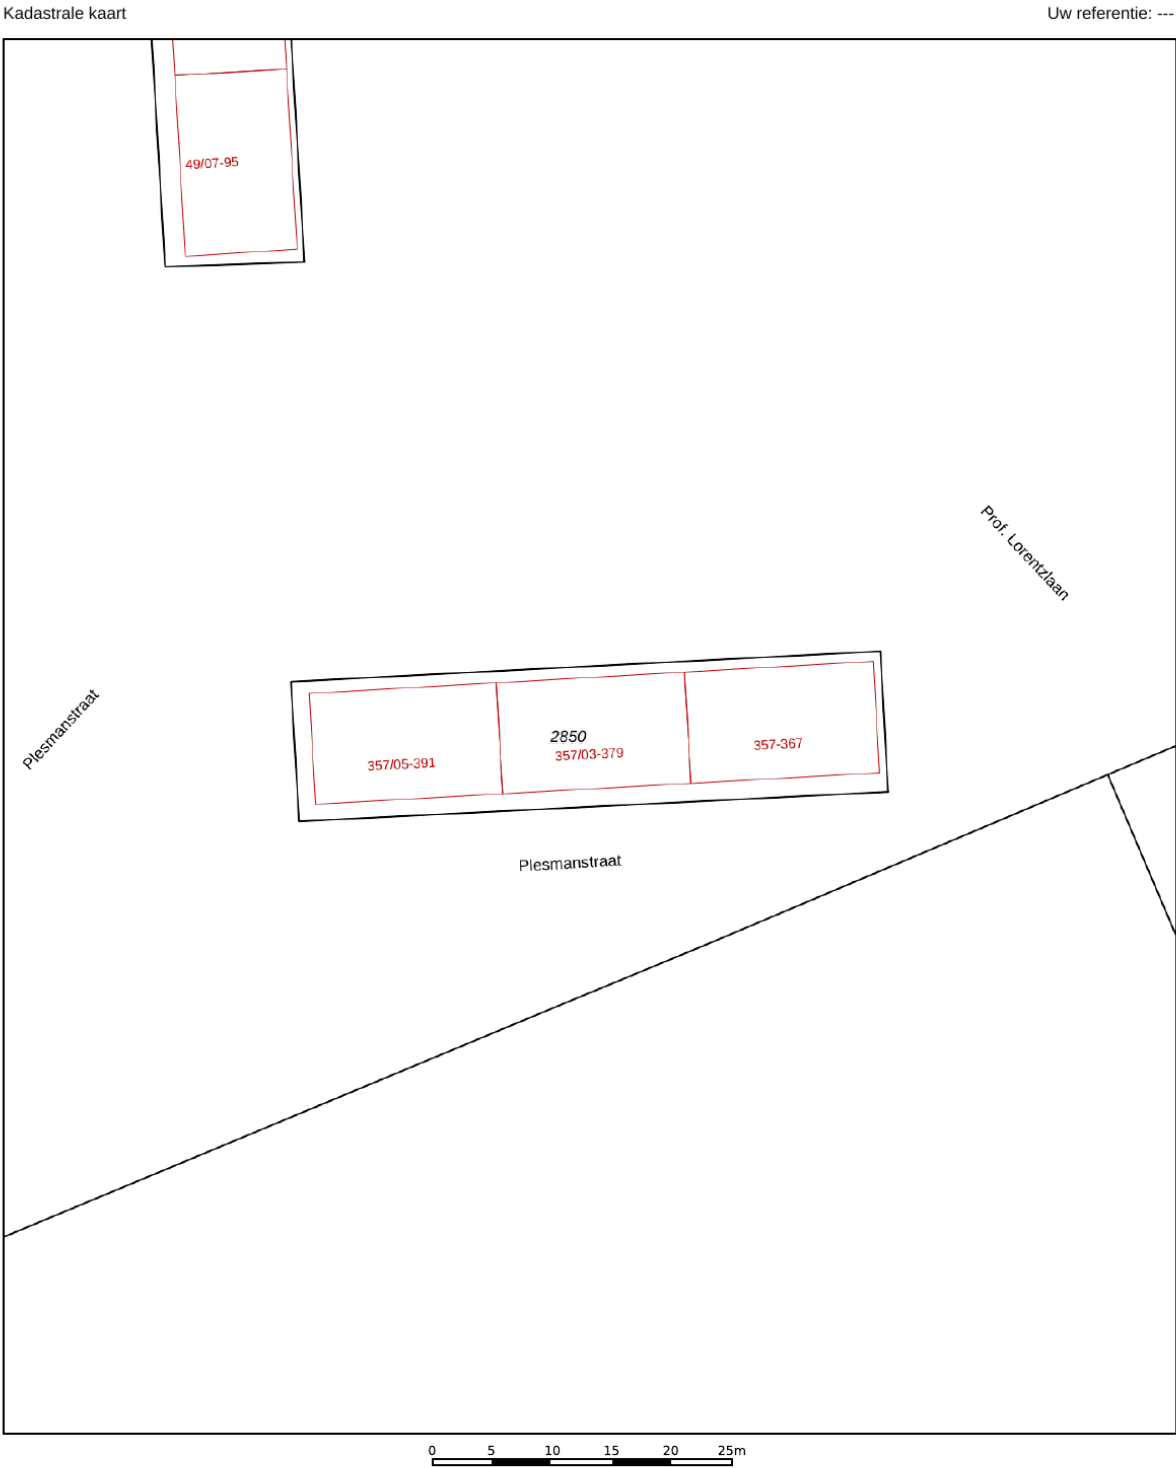 Kadastrale kaart
Uw referentie: ---
49/07-95
Prof. Lorentzlaan
Plesmanstraat
2850
357/05-391
357/03-379
357-367
Plesmanstraat
0 5 10 15 20 25m